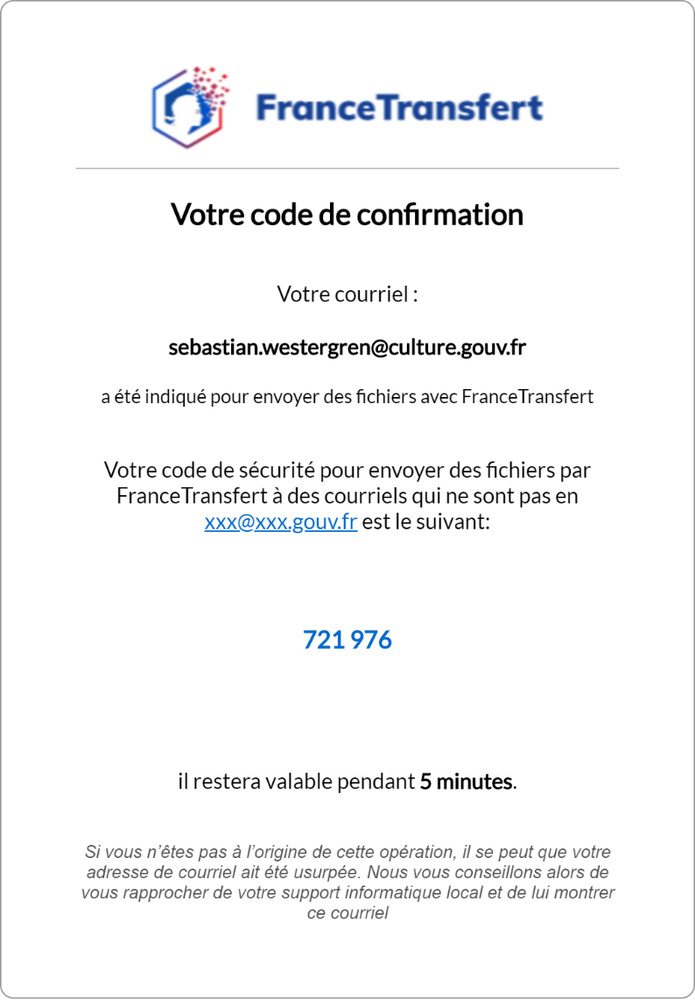 FranceTransfert
Votre code de confirmation
Votre courriel :
sebastian.westergren@culture.gouv.fr
a été indiqué pour envoyer des fichiers avec FranceTransfert
Votre code de sécurité pour envoyer des fichiers par
FranceTransfert à des courriels qui ne sont pas en
xxx@xxx.gouv.fr est le suivant:
721 976
il restera valable pendant 5 minutes.
Si vous n’êtes pas à l’origine de cette opération, il se peut que votre
adresse de courriel ait été usurpée. Nous vous conseillons alors de
vous rapprocher de votre support informatique local et de lui montrer
ce courriel